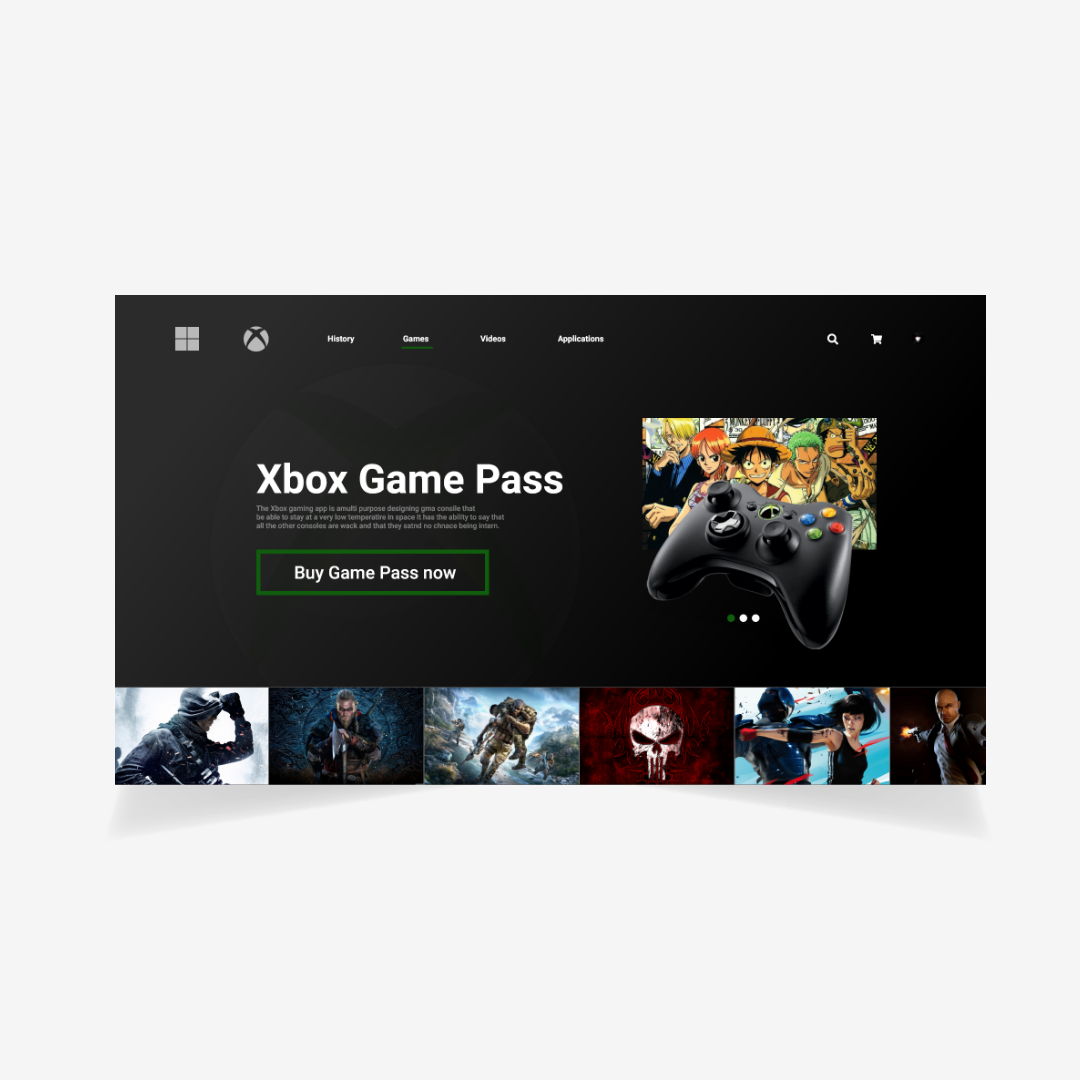 History Games Videos Applications
Xbox Game Pass
The Xbox gaming app is amulti purpose designing gma consile that
be able to stay at a very low temperatire in space it has the ability to say that
all the other consoles are wack and that they satnd no chnace being intern.
Buy Game Pass now